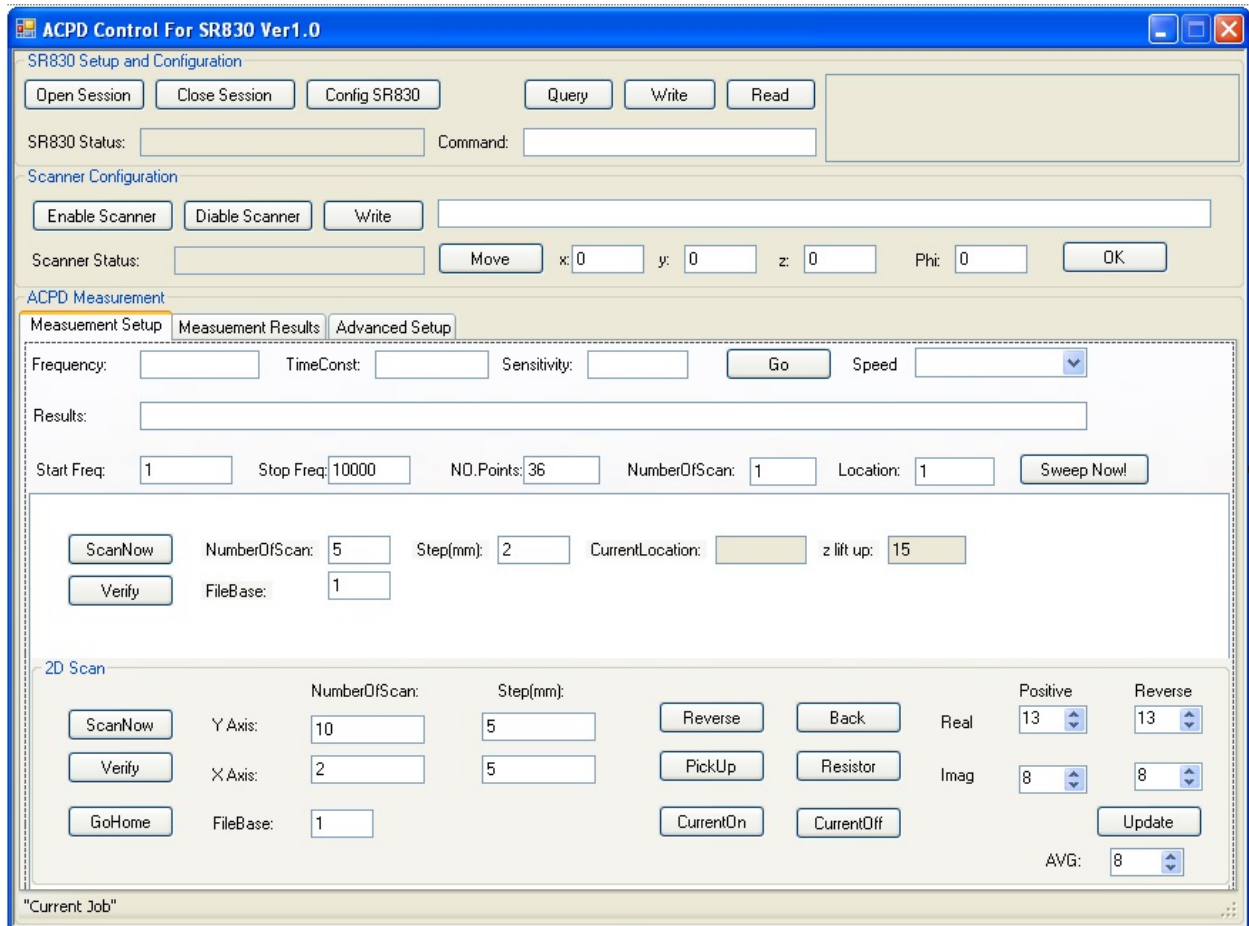 ACPD Control For SR830 Ver1.0
SR830 Setup and Configuration
Open Session Close Session Config SR830 Query Write Read
SR830 Status: Command:
Scanner Configuration
Enable Scanner Diable Scanner Write
Scanner Status: Move x: 0 y: 0 z: 0 Phi: 0 OK
ACPD Measurement
Measuement Setup Measuement Results Advanced Setup
Frequency: TimeConst: Sensitivity: Go Speed
Results:
Start Freq: 1 Stop Freq: 10000 NO.Points: 36 NumberOfScan: 1 Location: 1 Sweep Now!
ScanNow NumberOfScan: 5 Step(mm): 2 CurrentLocation: z lift up: 15
Verify FileBase: 1
2D Scan
NumberOfScan: Step(mm): Positive Reverse
ScanNow Y Axis: 10 5 Reverse Back Real 13 13
Verify X Axis: 2 5 PickUp Resistor Imag 8 8
GoHome FileBase: 1 CurrentOn CurrentOff Update
AVG: 8
"Current Job"